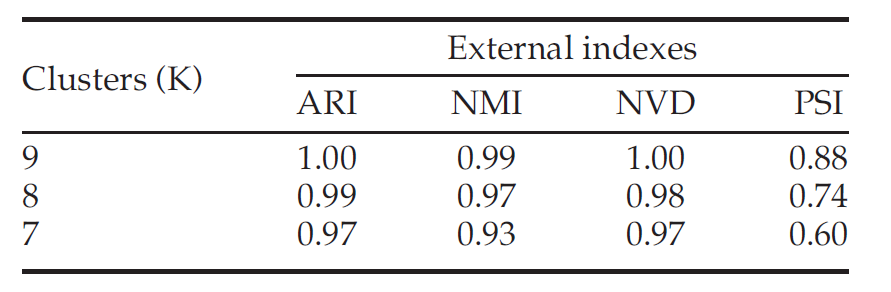 External indexes
Clusters (K)
ARI NMI NVD PSI
9 1.00 0.99 1.00 0.88
8 0.99 0.97 0.98 0.74
7 0.97 0.93 0.97 0.60